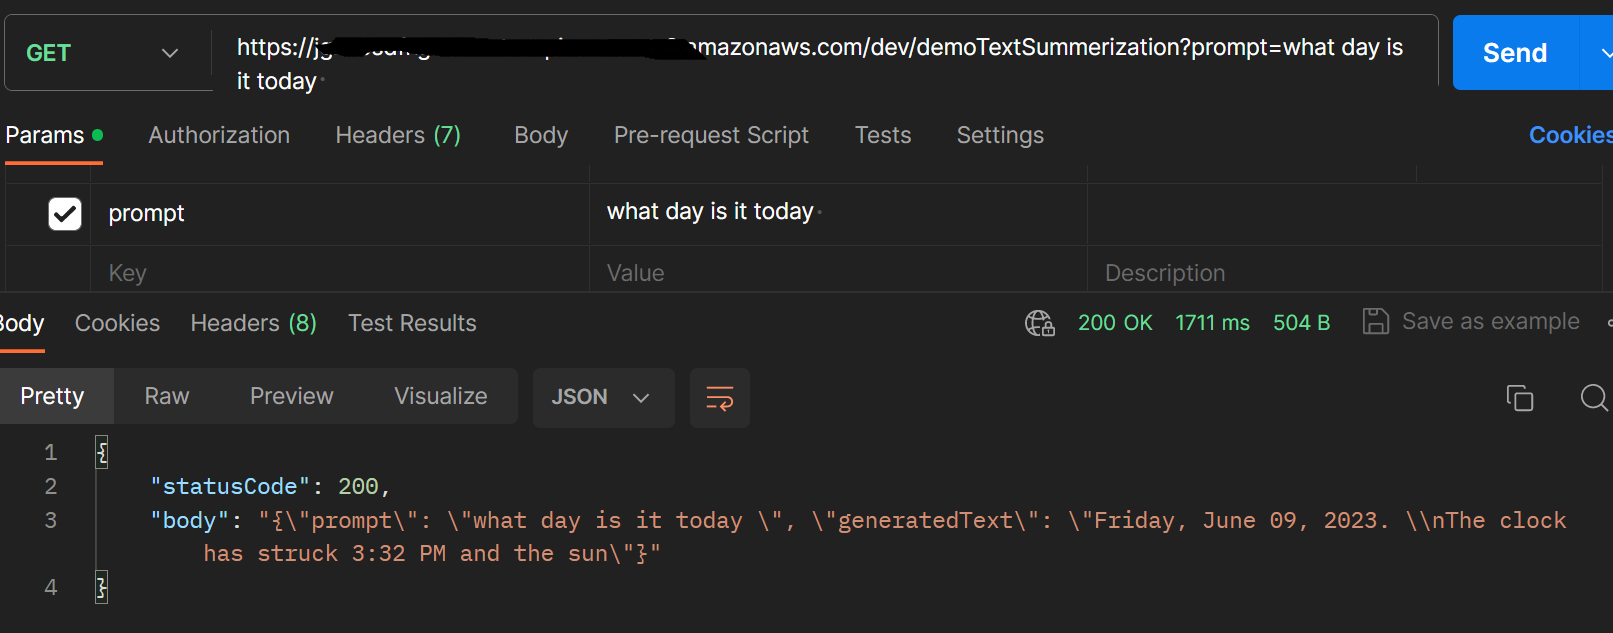 GET
https://j mazonaws.com/dev/demoTextSummerization?prompt=what day is
it today
Send
Params Authorization Headers (7) Body Pre-request Script Tests Settings Cookies
prompt what day is it today
Key Value Description
Body Cookies Headers (8) Test Results 200 OK 1711 ms 504 B Save as example
Pretty Raw Preview Visualize JSON
1 {
2 "statusCode": 200,
3 "body": "{\"prompt\": \"what day is it today \", \"generatedText\": \"Friday, June 09, 2023. \\nThe clock
has struck 3:32 PM and the sun\"}"
4 }